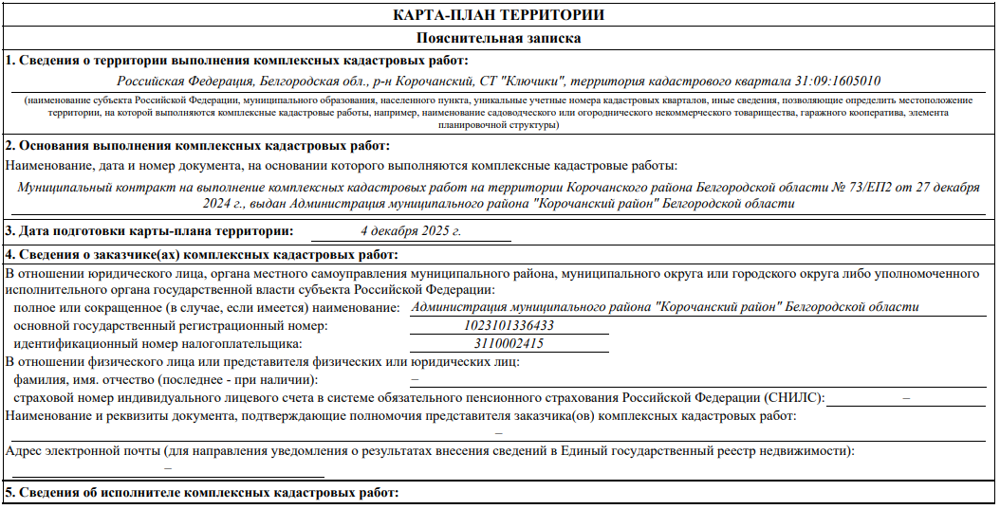 КАРТА-ПЛАН ТЕРРИТОРИИ
Пояснительная записка
1. Сведения о территории выполнения комплексных кадастровых работ:
Российская Федерация, Белгородская обл., р-н Корочанский, СТ "Ключики", территория кадастрового квартала 31:09:1605010
(наименование субъекта Российской Федерации, муниципального образования, населенного пункта, уникальные учетные номера кадастровых кварталов, иные сведения, позволяющие определить местоположение
территории, на которой выполняются комплексные кадастровые работы, например, наименование садоводческого или огороднического некоммерческого товарищества, гаражного кооператива, элемента
планировочной структуры)
2. Основания выполнения комплексных кадастровых работ:
Наименование, дата и номер документа, на основании которого выполняются комплексные кадастровые работы:
Муниципальный контракт на выполнение комплексных кадастровых работ на территории Корочанского района Белгородской области № 73/ЕП2 от 27 декабря
2024 г., выдан Администрация муниципального района "Корочанский район" Белгородской области
3. Дата подготовки карты-плана территории: 4 декабря 2025 г.
4. Сведения о заказчике(ах) комплексных кадастровых работ:
В отношении юридического лица, органа местного самоуправления муниципального района, муниципального округа или городского округа либо уполномоченного
исполнительного органа государственной власти субъекта Российской Федерации:
полное или сокращенное (в случае, если имеется) наименование: Администрация муниципального района "Корочанский район" Белгородской области
основной государственный регистрационный номер: 1023101336433
идентификационный номер налогоплательщика: 3110002415
В отношении физического лица или представителя физических или юридических лиц:
фамилия, имя. отчество (последнее - при наличии): –
страховой номер индивидуального лицевого счета в системе обязательного пенсионного страхования Российской Федерации (СНИЛС): –
Наименование и реквизиты документа, подтверждающие полномочия представителя заказчика(ов) комплексных кадастровых работ:
–
Адрес электронной почты (для направления уведомления о результатах внесения сведений в Единый государственный реестр недвижимости):
–
5. Сведения об исполнителе комплексных кадастровых работ: